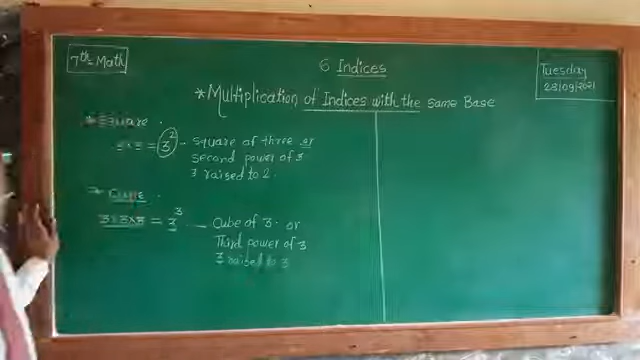 7th Math
6 Indices
Tuesday
28/09/2021
*Multiplication of Indices with the same Base
* Square.
3×3 = 3² - square of three or
second power of 3
3 raised to 2.
* Cube.
3×3×3 = 3³ - Cube of 3. or
Third power of 3
3 raised to 3